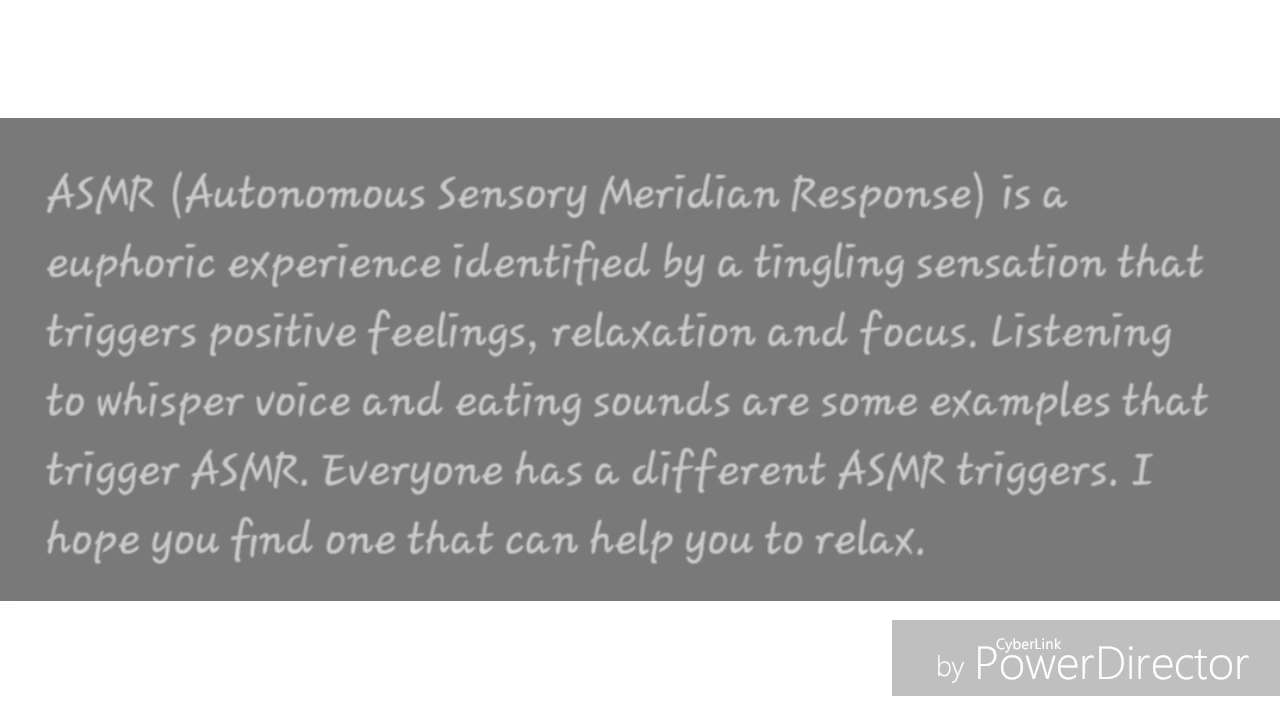 ASMR (Autonomous Sensory Meridian Response) is a
euphoric experience identified by a tingling sensation that
triggers positive feelings, relaxation and focus. Listening
to whisper voice and eating sounds are some examples that
trigger ASMR. Everyone has a different ASMR triggers. I
hope you find one that can help you to relax.
CyberLink
by PowerDirector